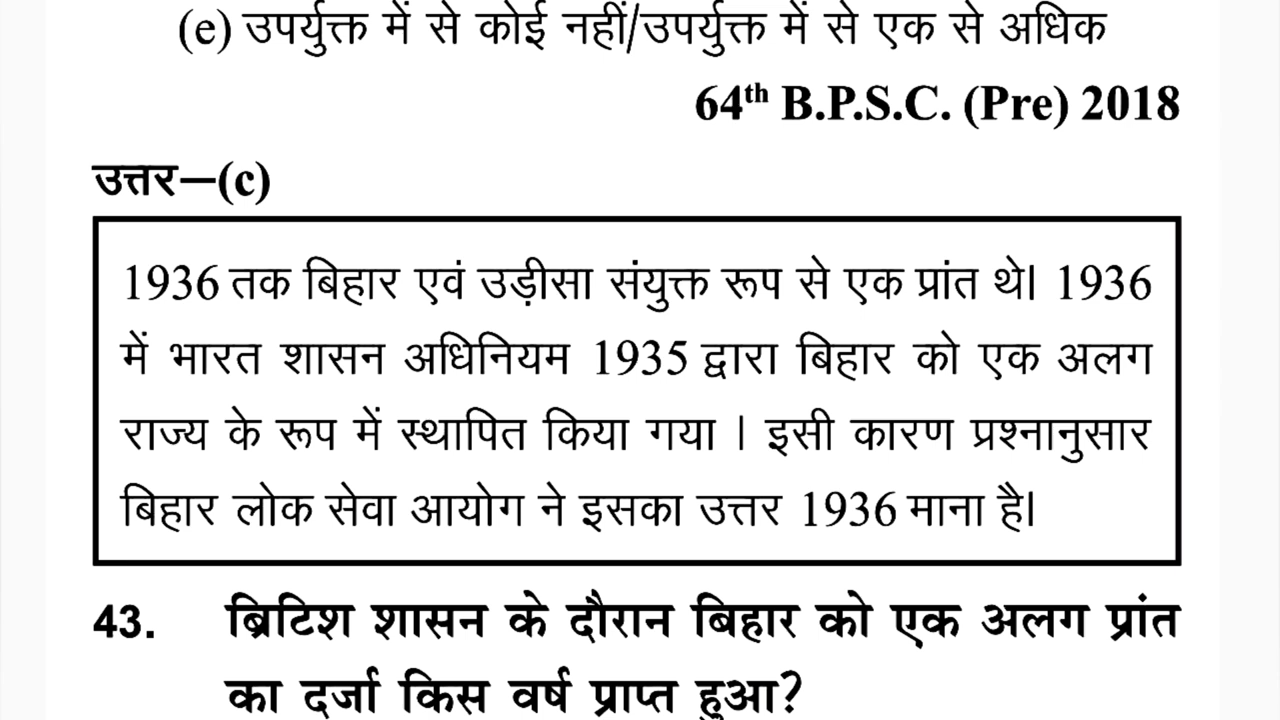 (e) उपर्युक्त में से कोई नहीं/उपर्युक्त में से एक से अधिक
64th B.P.S.C. (Pre) 2018
उत्तर—(c)
1936 तक बिहार एवं उड़ीसा संयुक्त रूप से एक प्रांत थे। 1936
में भारत शासन अधिनियम 1935 द्वारा बिहार को एक अलग
राज्य के रूप में स्थापित किया गया । इसी कारण प्रश्नानुसार
बिहार लोक सेवा आयोग ने इसका उत्तर 1936 माना है।
43. ब्रिटिश शासन के दौरान बिहार को एक अलग प्रांत
का दर्जा किस वर्ष प्राप्त हुआ?